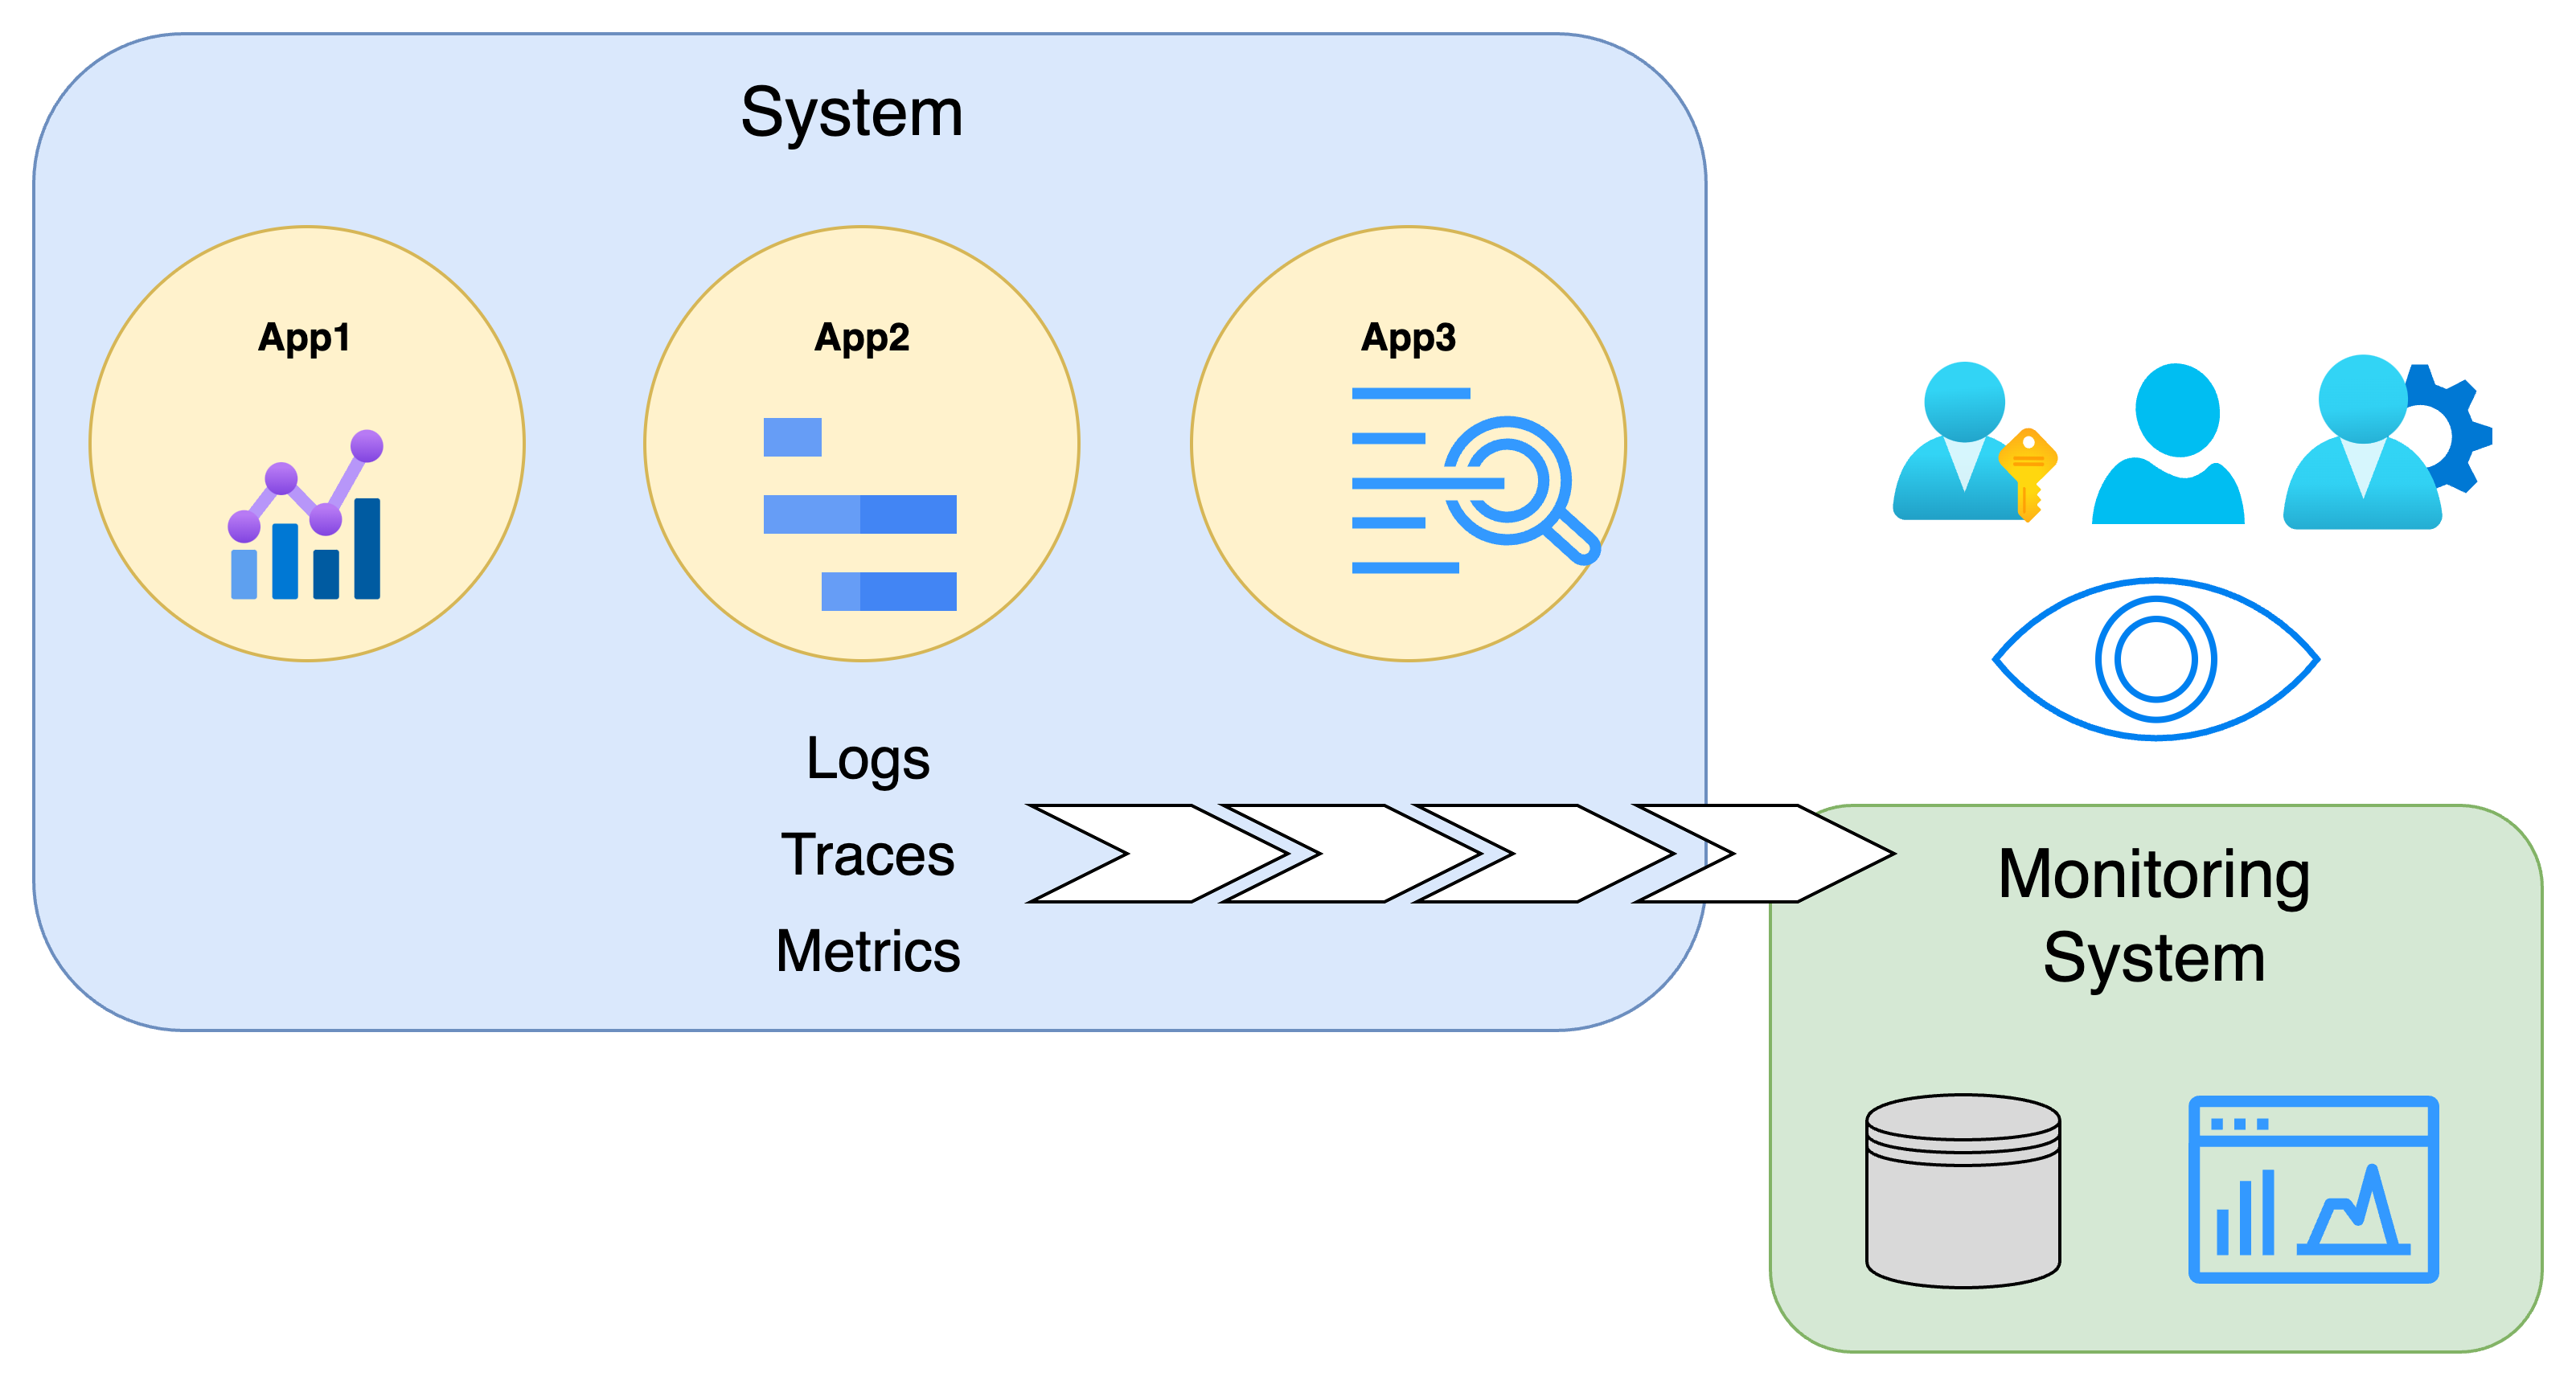 System
App1
App2
App3
Logs
Traces
Metrics
Monitoring
System